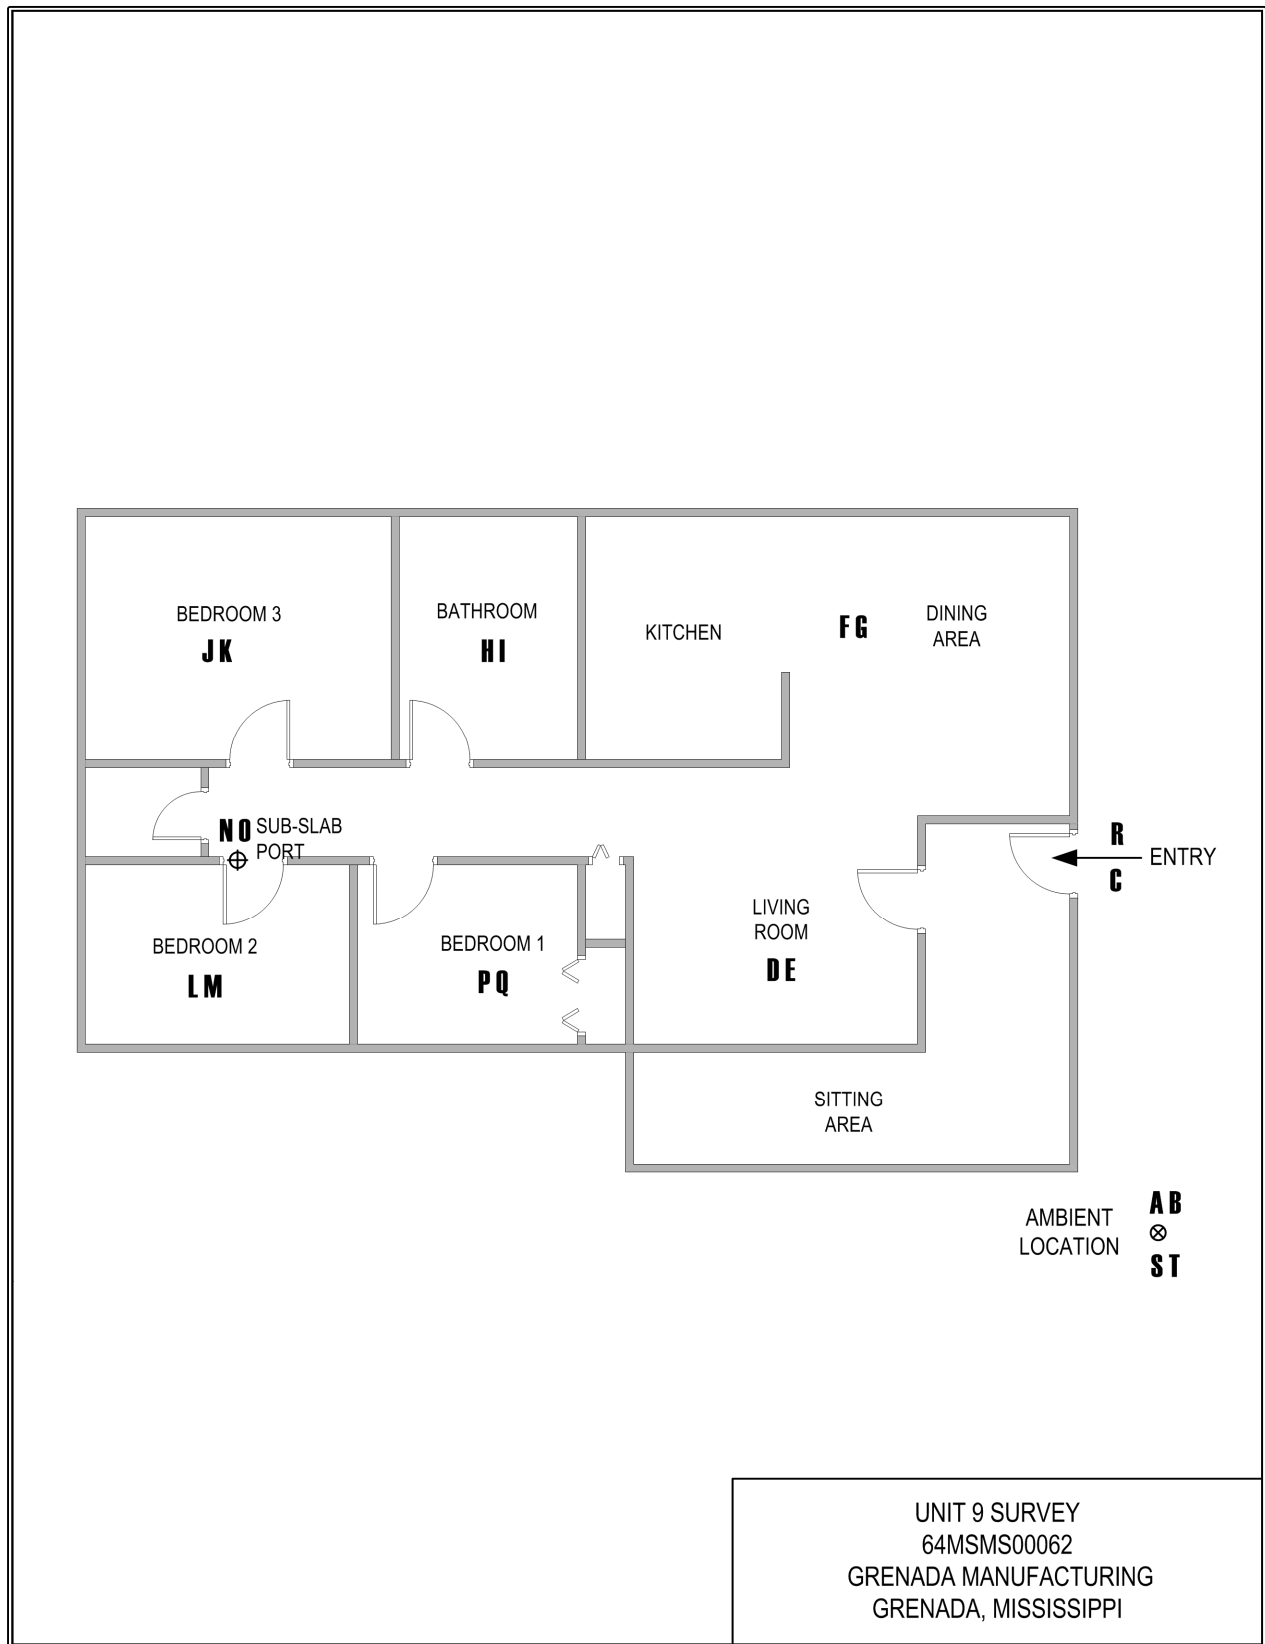 BEDROOM 3
JK
BATHROOM
HI
KITCHEN
FG
DINING
AREA
NO SUB-SLAB
PORT
R
ENTRY
C
LIVING
ROOM
DE
BEDROOM 2
LM
BEDROOM 1
PQ
SITTING
AREA
AMBIENT
LOCATION
AB
ST
UNIT 9 SURVEY
64MSMS00062
GRENADA MANUFACTURING
GRENADA, MISSISSIPPI